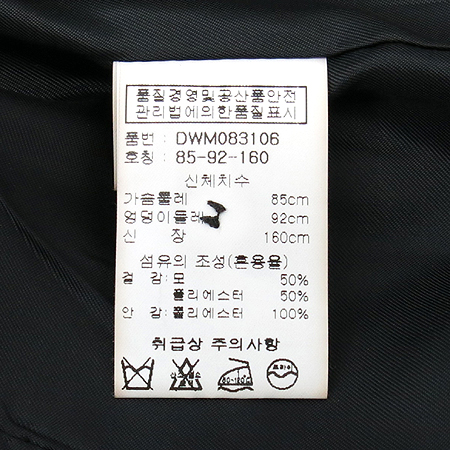 품질경영및공산품안전
관리법에의한품질표시
품번: DWM083106
호칭: 85-92-160
신체치수
가슴둘레 85cm
엉덩이둘레 92cm
신 장 160cm
섬유의 조성(혼용율)
겉 감: 모 50%
폴리에스터 50%
안 감: 폴리에스터 100%
취급상 주의사항
드라이